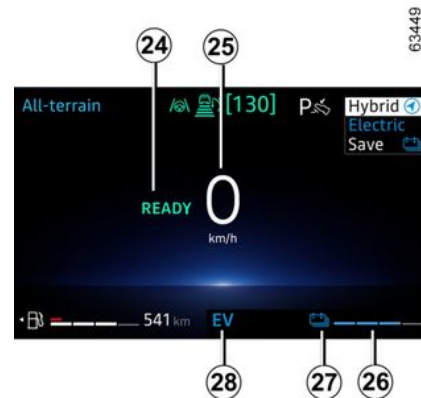 63449
24 25
All-terrain [130] P Hybrid
Electric
Save
READY 0
km/h
541 km EV
28 27 26